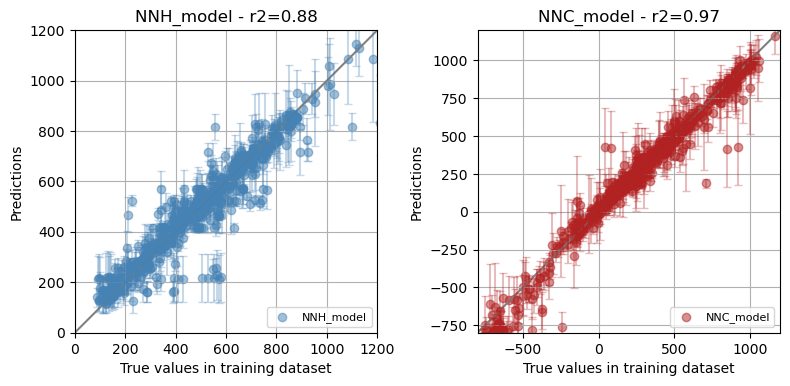 NNH_model - r2=0.88
1200
1000
800
600
400
200
0
Predictions
0 200 400 600 800 1000 1200
True values in training dataset
NNH_model
NNC_model - r2=0.97
1000
750
500
250
0
−250
−500
−750
Predictions
−500 0 500 1000
True values in training dataset
NNC_model